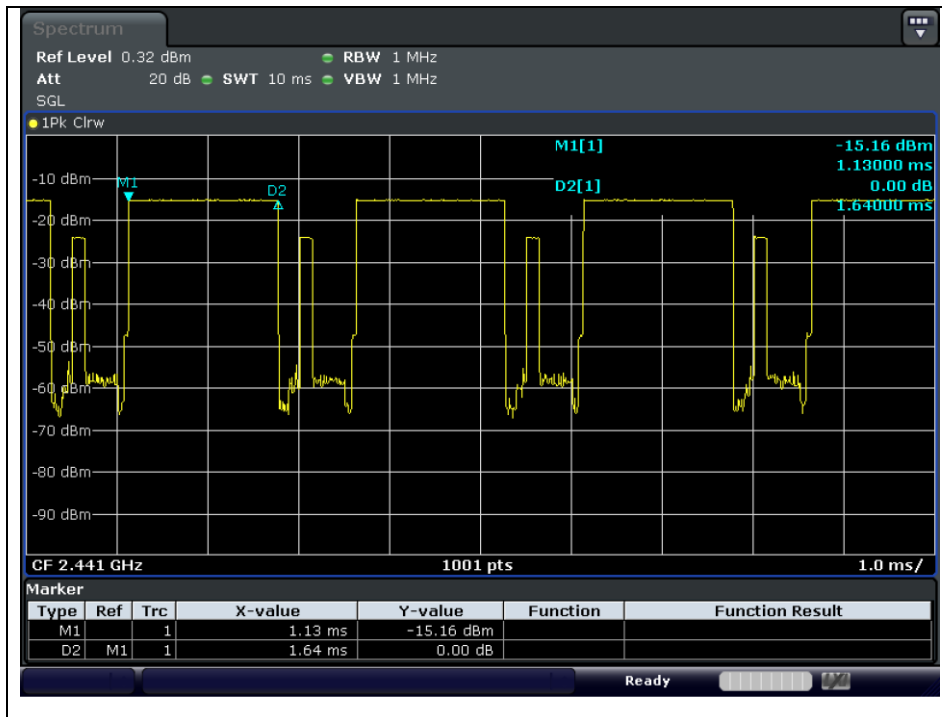 Spectrum
Ref Level 0.32 dBm RBW 1 MHz
Att 20 dB SWT 10 ms VBW 1 MHz
SGL
1Pk Clrw
M1[1] -15.16 dBm
1.13000 ms
D2[1] 0.00 dB
1.64000 ms
M1
D2
-10 dBm
-20 dBm
-30 dBm
-40 dBm
-50 dBm
-60 dBm
-70 dBm
-80 dBm
-90 dBm
CF 2.441 GHz 1001 pts 1.0 ms/
Marker
Type Ref Trc X-value Y-value Function Function Result
M1 1 1.13 ms -15.16 dBm
D2 M1 1 1.64 ms 0.00 dB
Ready